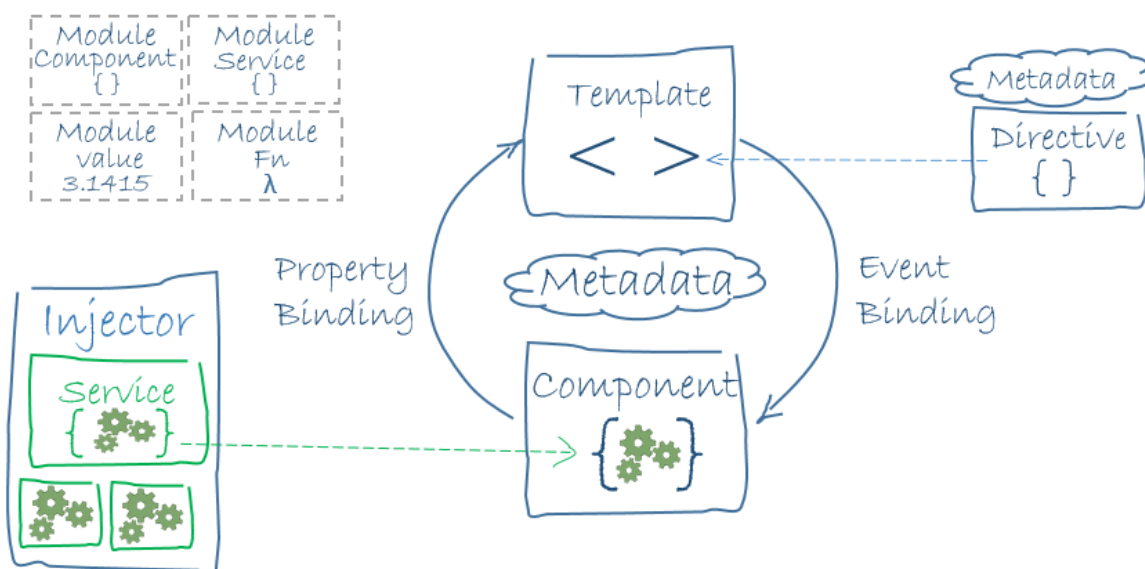 Module
Component
{ }
Module
Service
{ }
Module
value
3.1415
Module
Fn
λ
Template
< >
Metadata
Directive
{ }
Property
Binding
Metadata
Event
Binding
Injector
Service
{ }
Component
{ }